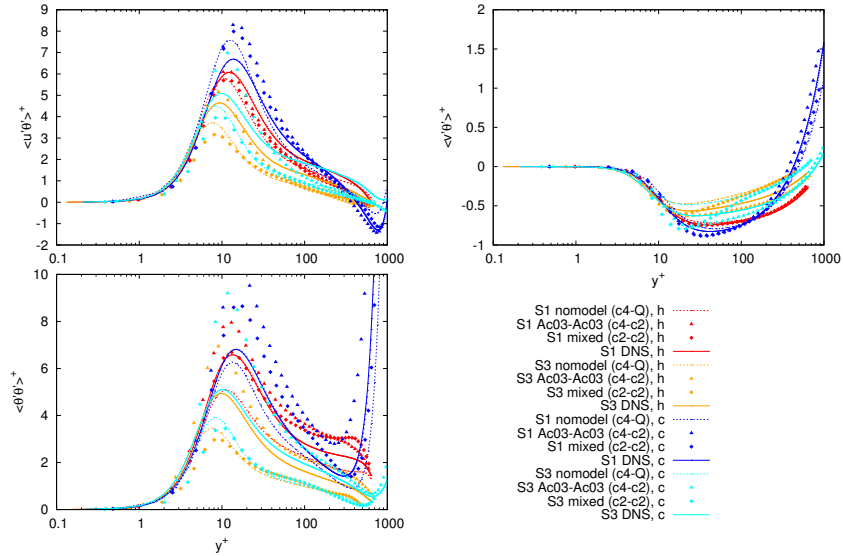 9
8
7
6
5
4
3
2
1
0
-1
-2
<u'θ'>⁺
0.1
1
10
100
1000
2
1.5
1
0.5
0
-0.5
-1
<v'θ'>⁺
0.1
1
10
100
1000
y⁺
10
8
6
4
2
0
<θ'θ'>⁺
0.1
1
10
100
1000
y⁺
S1 nomodel (c4-Q), h
S1 Ac03-Ac03 (c4-c2), h
S1 mixed (c2-c2), h
S1 DNS, h
S3 nomodel (c4-Q), h
S3 Ac03-Ac03 (c4-c2), h
S3 mixed (c2-c2), h
S3 DNS, h
S1 nomodel (c4-Q), c
S1 Ac03-Ac03 (c4-c2), c
S1 mixed (c2-c2), c
S1 DNS, c
S3 nomodel (c4-Q), c
S3 Ac03-Ac03 (c4-c2), c
S3 mixed (c2-c2), c
S3 DNS, c